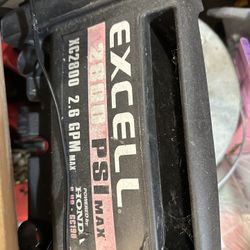 EXCELL®
2800 PSI MAX
XC2800 2.6 GPM MAX
POWERED BY
HONDA